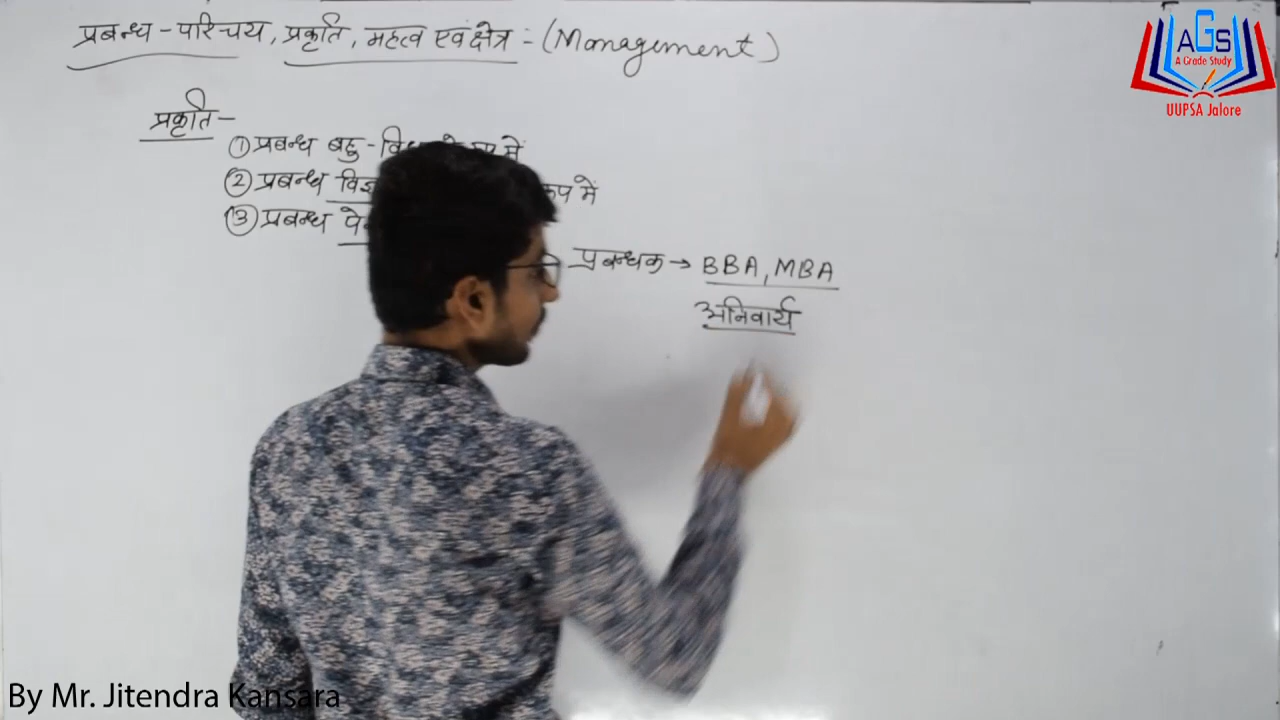 प्रबन्ध - परिचय, प्रकृति, महत्व एवं क्षेत्र :- (Management)
AGS
A Grade Study
UUPSA Jalore
प्रकृति -
① प्रबन्ध बहु - में
② प्रबन्ध रूप में
③ प्रबन्ध
प्रबन्धक → BBA, MBA
अनिवार्य
By Mr. Jitendra Kansara